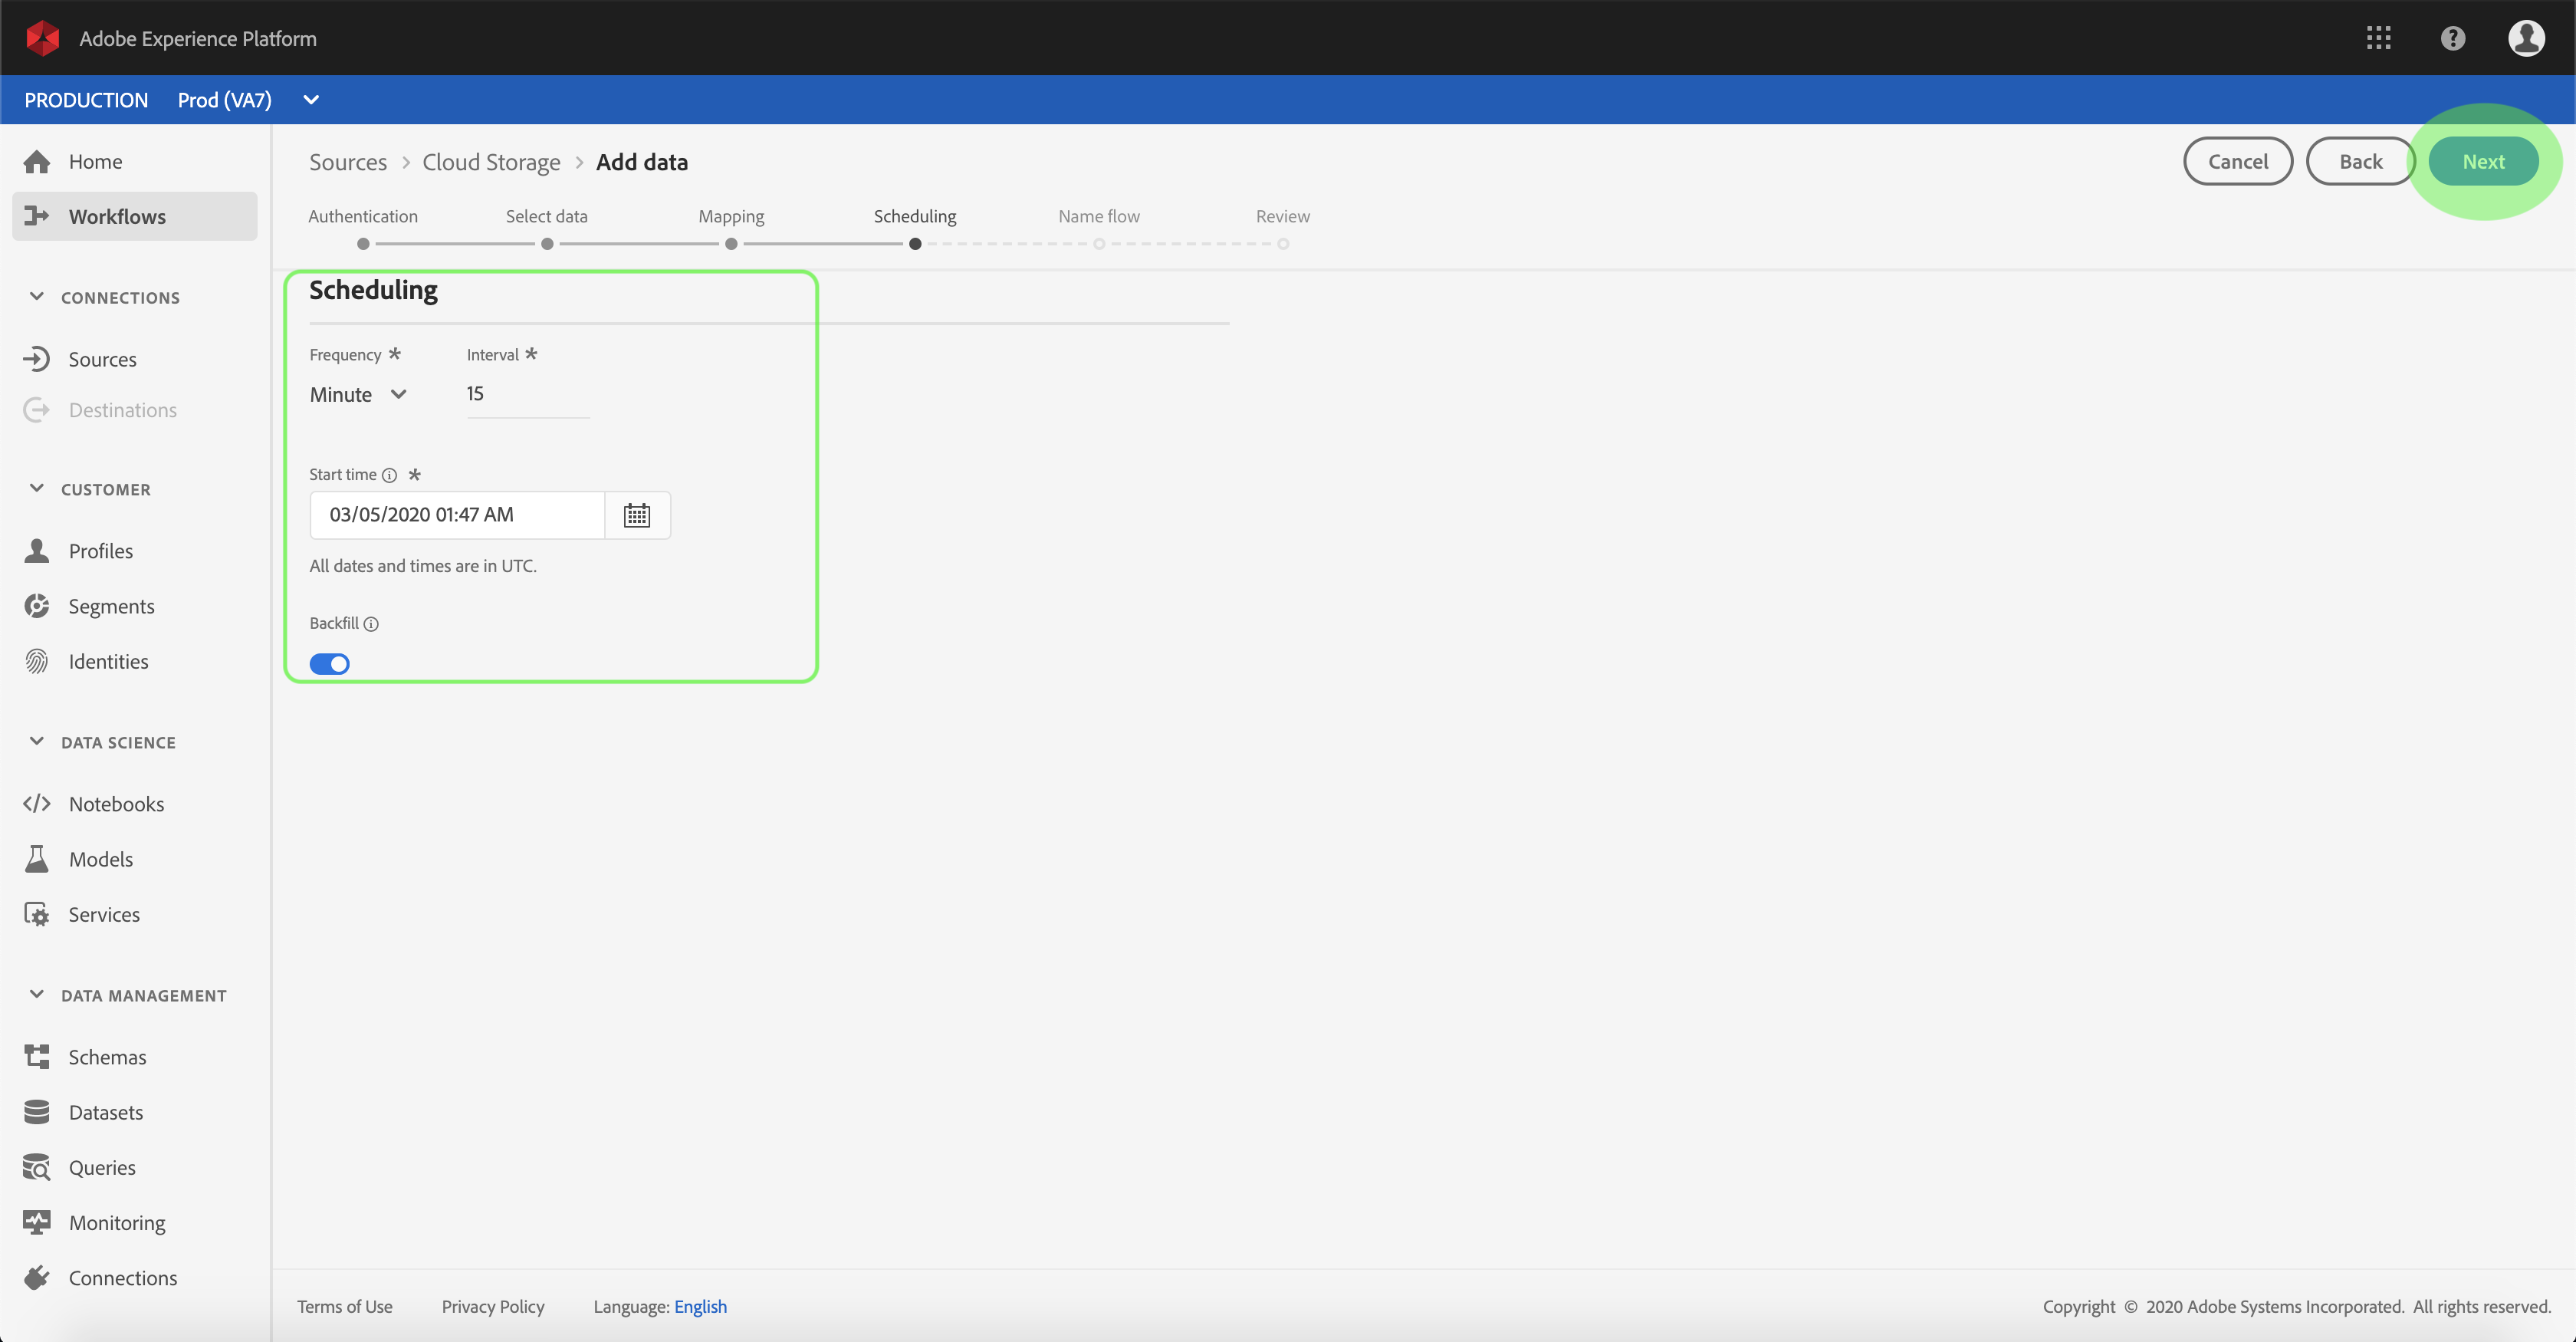 Adobe Experience Platform
PRODUCTION Prod (VA7)
Home
Workflows
CONNECTIONS
Sources
Destinations
CUSTOMER
Profiles
Segments
Identities
DATA SCIENCE
Notebooks
Models
Services
DATA MANAGEMENT
Schemas
Datasets
Queries
Monitoring
Connections
Sources > Cloud Storage > Add data
Cancel Back Next
Authentication Select data Mapping Scheduling Name flow Review
Scheduling
Frequency * Interval *
Minute 15
Start time *
03/05/2020 01:47 AM
All dates and times are in UTC.
Backfill
Terms of Use Privacy Policy Language: English
Copyright © 2020 Adobe Systems Incorporated. All rights reserved.